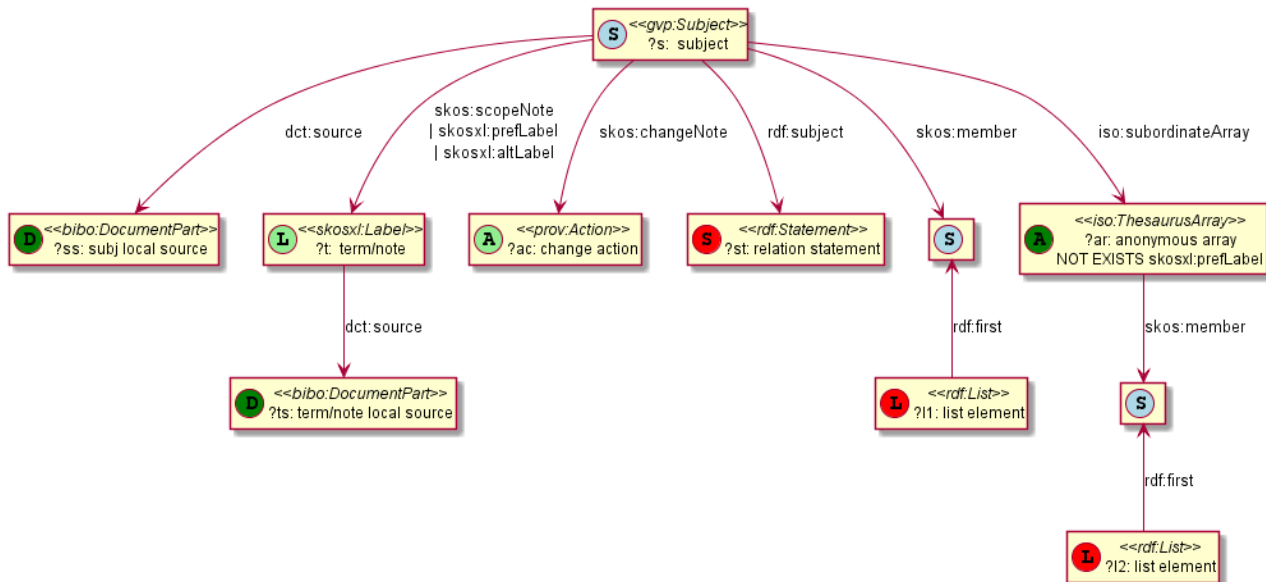 S
<<gvp:Subject>>
?s: subject
dct:source
skos:scopeNote
| skosxl:prefLabel
| skosxl:altLabel
skos:changeNote
rdf:subject
skos:member
iso:subordinateArray
D
<<bibo:DocumentPart>>
?ss: subj local source
L
<<skosxl:Label>>
?t: term/note
A
<<prov:Action>>
?ac: change action
S
<<rdf:Statement>>
?st: relation statement
S
A
<<iso:ThesaurusArray>>
?ar: anonymous array
NOT EXISTS skosxl:prefLabel
dct:source
rdf:first
skos:member
D
<<bibo:DocumentPart>>
?ts: term/note local source
L
<<rdf:List>>
?l1: list element
S
rdf:first
L
<<rdf:List>>
?l2: list element